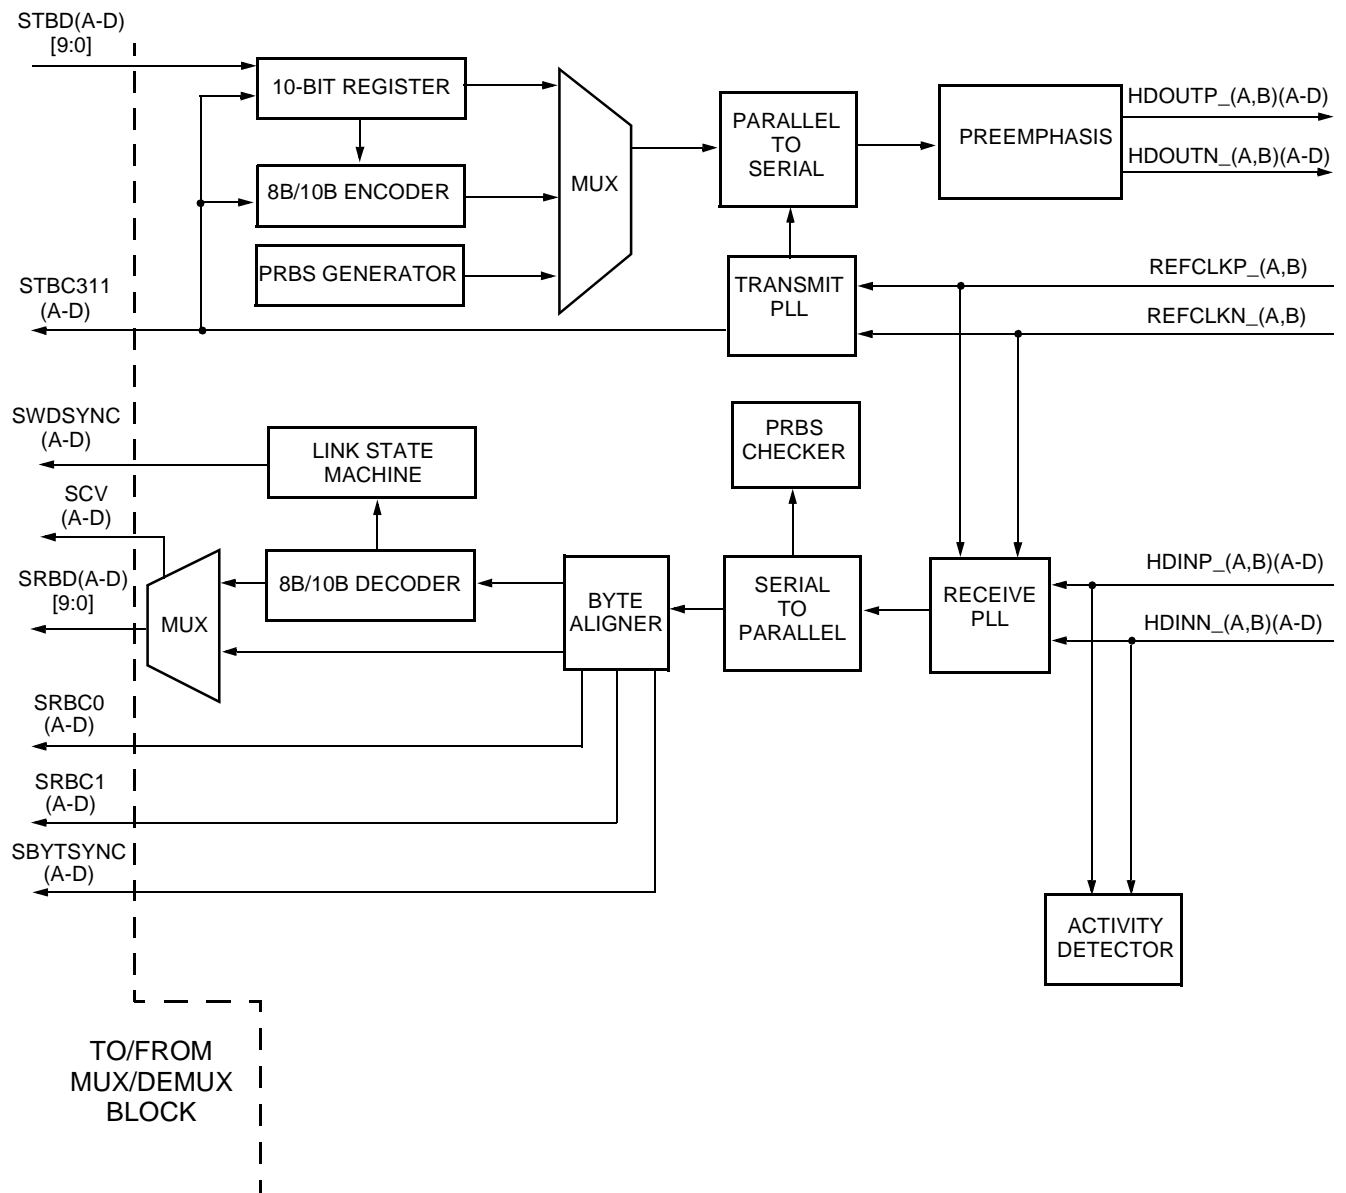 STBD(A-D)
[9:0]
10-BIT REGISTER
8B/10B ENCODER
PRBS GENERATOR
MUX
PARALLEL
TO
SERIAL
PREEMPHASIS
HDOUTP_(A,B)(A-D)
HDOUTN_(A,B)(A-D)
STBC311
(A-D)
TRANSMIT
PLL
REFCLKP_(A,B)
REFCLKN_(A,B)
SWDSYNC
(A-D)
LINK STATE
MACHINE
PRBS
CHECKER
SCV
(A-D)
SRBD(A-D)
[9:0]
MUX
8B/10B DECODER
BYTE
ALIGNER
SERIAL
TO
PARALLEL
RECEIVE
PLL
HDINP_(A,B)(A-D)
HDINN_(A,B)(A-D)
SRBC0
(A-D)
SRBC1
(A-D)
SBYTSYNC
(A-D)
ACTIVITY
DETECTOR
TO/FROM
MUX/DEMUX
BLOCK